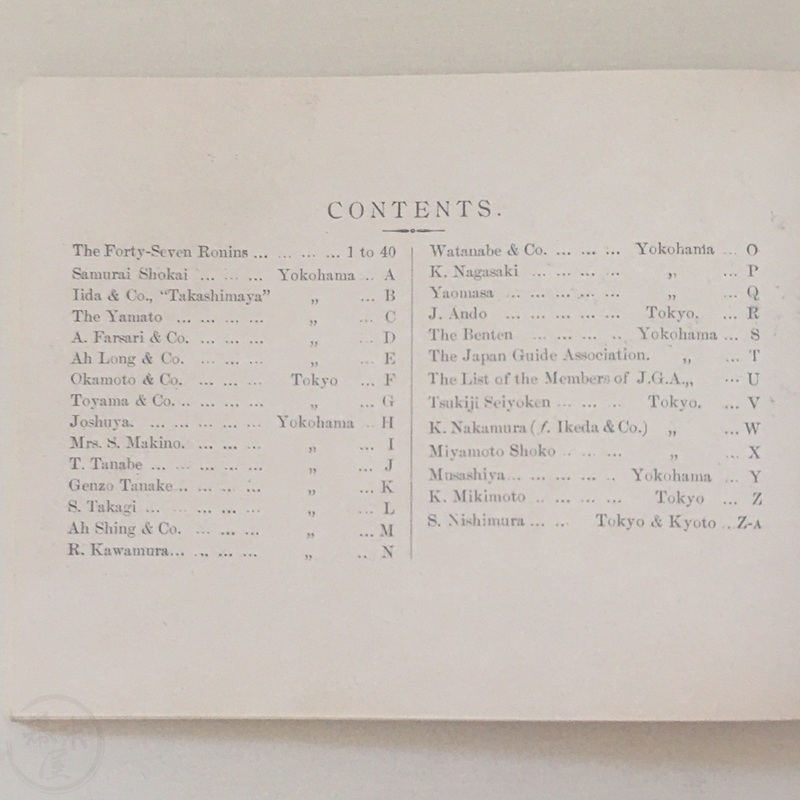 CONTENTS.
The Forty-Seven Ronins ... ... ... ... 1 to 40
Samurai Shokai ... ... ... Yokohama ... A
Iida & Co., "Takashimaya" „ ... B
The Yamato ... ... ... ... „ ... C
A. Farsari & Co. ... ... ... „ ... D
Ah Long & Co. ... ... ... „ ... E
Okamoto & Co. ... ... ... Tokyo ... F
Toyama & Co. ... ... ... ... „ ... G
Joshuya. ... ... ... ... ... Yokohama .. H
Mrs. S. Makino. ... ... ... „ ... I
T. Tanabe ... ... ... ... „ ... J
Genzo Tanake ... ... ... ... „ ... K
S. Takagi ... ... ... ... ... „ ... L
Ah Shing & Co. ... ... ... „ ... M
R. Kawamura... ... ... ... „ .. N
Watanabe & Co. ... ... ... Yokohama ... O
K. Nagasaki ... ... ... ... „ ... P
Yaomasa ... ... ... ... ... „ ... Q
J. Ando ... ... ... ... ... Tokyo. ... R
The Benten ... ... ... .. Yokohama ... S
The Japan Guide Association. „ ... T
The List of the Members of J.G.A.,„ ... U
Tsukiji Seiyoken ... ... ... Tokyo. ... V
K. Nakamura (f. Ikeda & Co.) „ ... W
Miyamoto Shoko ... ... ... „ ... X
Musashiya ... ... ... ... .. Yokohama ... Y
K. Mikimoto ... ... ... ... Tokyo ... Z
S. Nishimura ... ... Tokyo & Kyoto .. Z-A